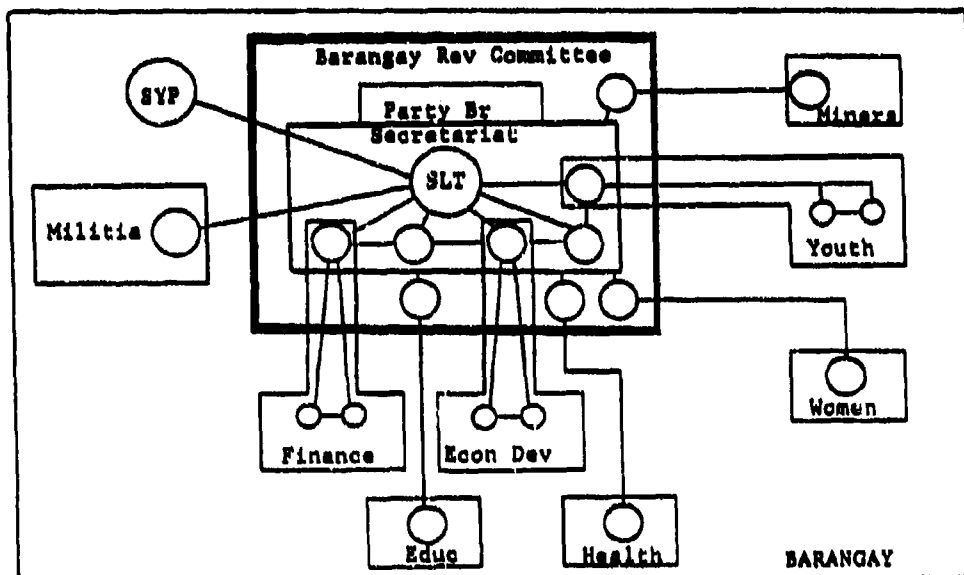 Barangay Rev Committee
SYP
Party Br
Secretariat
Miners
SLT
Militia
Youth
Women
Finance
Econ Dev
Educ
Health
BARANGAY